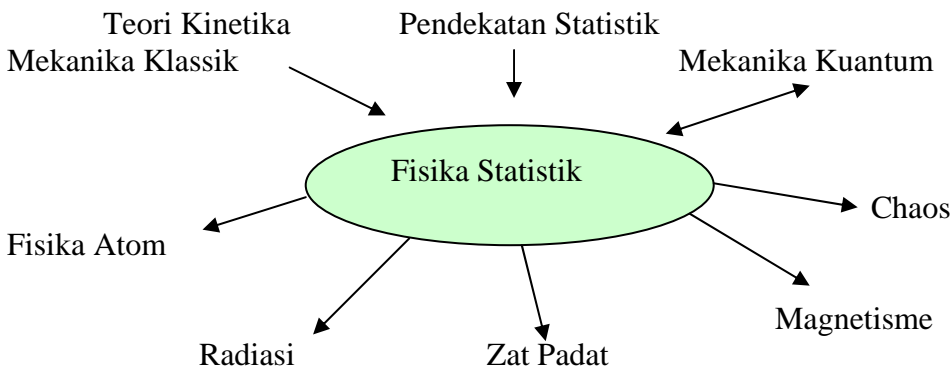 Teori Kinetika
Mekanika Klassik
Pendekatan Statistik
Mekanika Kuantum
Fisika Statistik
Chaos
Fisika Atom
Magnetisme
Radiasi
Zat Padat